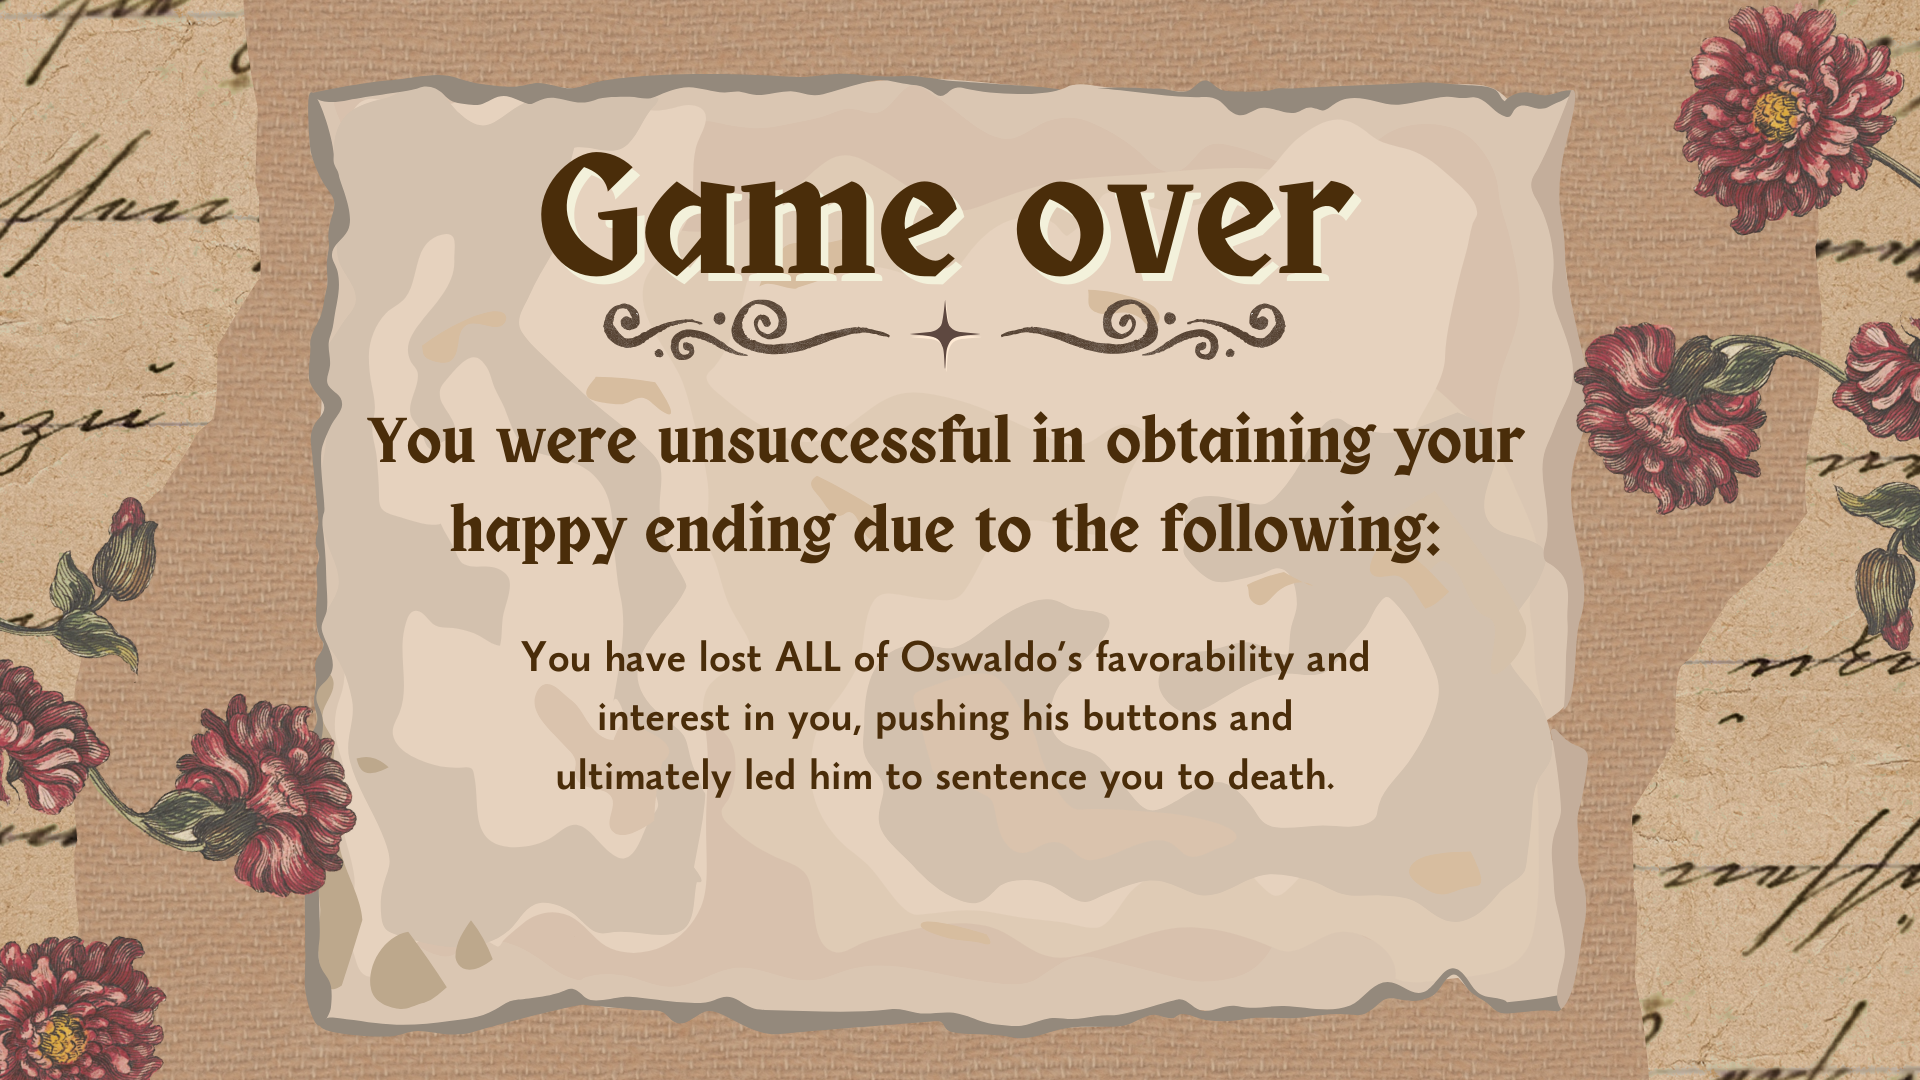 Game over
You were unsuccessful in obtaining your
happy ending due to the following:
You have lost ALL of Oswaldo's favorability and
interest in you, pushing his buttons and
ultimately led him to sentence you to death.